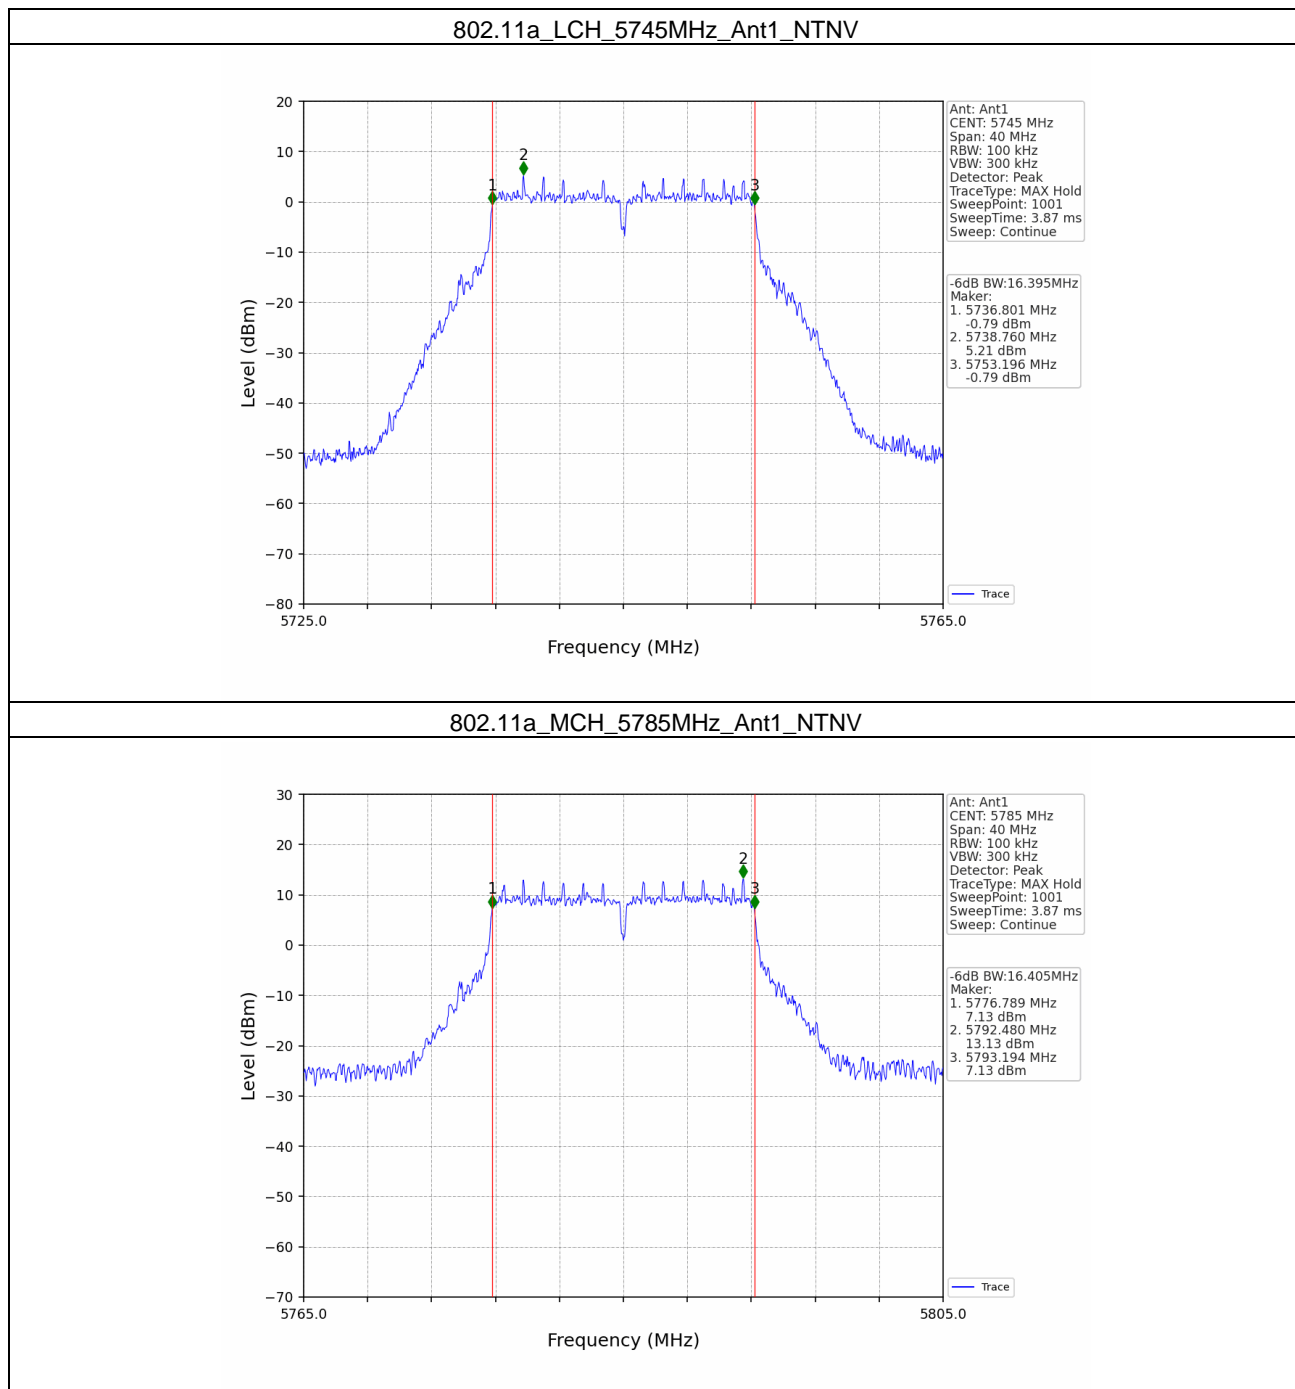 802.11a_LCH_5745MHz_Ant1_NTNV
20
10
0
−10
−20
−30
−40
−50
−60
−70
−80
Level (dBm)
1
2
3
5725.0
5765.0
Frequency (MHz)
Ant: Ant1
CENT: 5745 MHz
Span: 40 MHz
RBW: 100 kHz
VBW: 300 kHz
Detector: Peak
TraceType: MAX Hold
SweepPoint: 1001
SweepTime: 3.87 ms
Sweep: Continue
-6dB BW:16.395MHz
Maker:
1. 5736.801 MHz
-0.79 dBm
2. 5738.760 MHz
5.21 dBm
3. 5753.196 MHz
-0.79 dBm
Trace
802.11a_MCH_5785MHz_Ant1_NTNV
30
20
10
0
−10
−20
−30
−40
−50
−60
−70
Level (dBm)
1
2
3
5765.0
5805.0
Frequency (MHz)
Ant: Ant1
CENT: 5785 MHz
Span: 40 MHz
RBW: 100 kHz
VBW: 300 kHz
Detector: Peak
TraceType: MAX Hold
SweepPoint: 1001
SweepTime: 3.87 ms
Sweep: Continue
-6dB BW:16.405MHz
Maker:
1. 5776.789 MHz
7.13 dBm
2. 5792.480 MHz
13.13 dBm
3. 5793.194 MHz
7.13 dBm
Trace